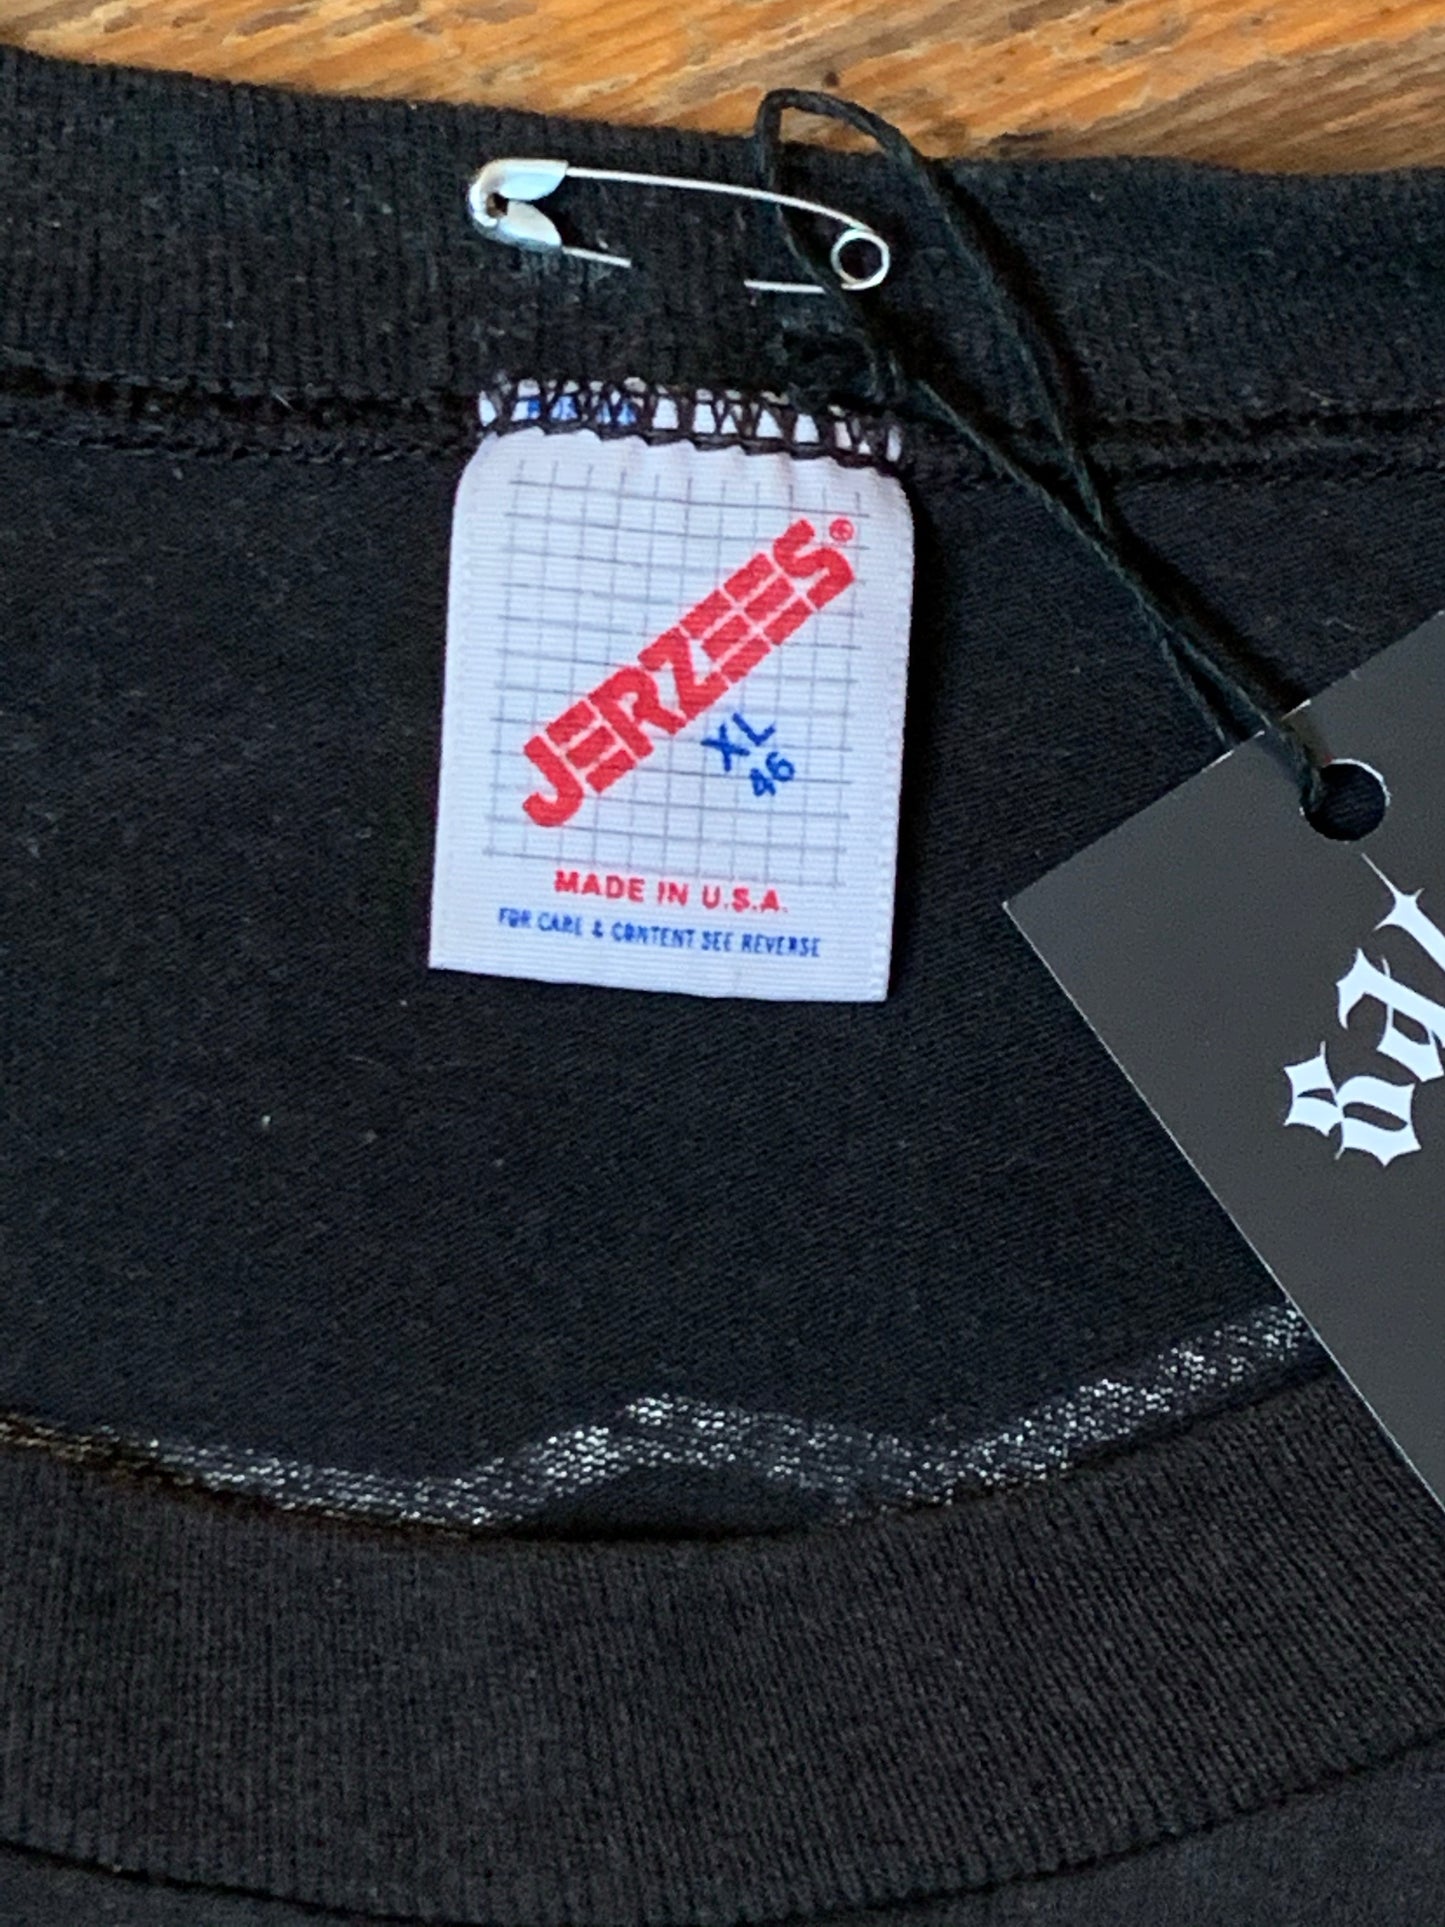 JERZEES®
XL
46
MADE IN U.S.A.
FOR CARE & CONTENT SEE REVERSE